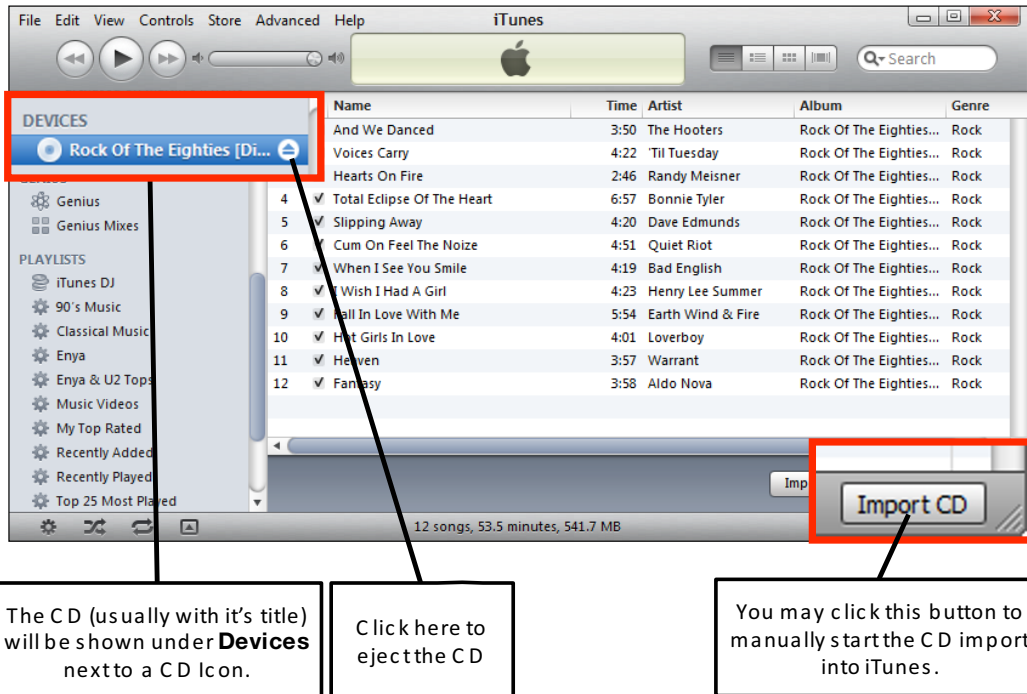 File Edit View Controls Store Advanced Help iTunes
Search
DEVICES
Rock Of The Eighties [Di...
Genius
Genius Mixes
PLAYLISTS
iTunes DJ
90's Music
Classical Music
Enya
Enya & U2 Tops
Music Videos
My Top Rated
Recently Added
Recently Played
Top 25 Most Played
Name Time Artist Album Genre
And We Danced 3:50 The Hooters Rock Of The Eighties... Rock
Voices Carry 4:22 'Til Tuesday Rock Of The Eighties... Rock
Hearts On Fire 2:46 Randy Meisner Rock Of The Eighties... Rock
4 Total Eclipse Of The Heart 6:57 Bonnie Tyler Rock Of The Eighties... Rock
5 Slipping Away 4:20 Dave Edmunds Rock Of The Eighties... Rock
6 Cum On Feel The Noize 4:51 Quiet Riot Rock Of The Eighties... Rock
7 When I See You Smile 4:19 Bad English Rock Of The Eighties... Rock
8 I Wish I Had A Girl 4:23 Henry Lee Summer Rock Of The Eighties... Rock
9 Fall In Love With Me 5:54 Earth Wind & Fire Rock Of The Eighties... Rock
10 Hot Girls In Love 4:01 Loverboy Rock Of The Eighties... Rock
11 Heaven 3:57 Warrant Rock Of The Eighties... Rock
12 Fantasy 3:58 Aldo Nova Rock Of The Eighties... Rock
Imp
Import CD
12 songs, 53.5 minutes, 541.7 MB
The CD (usually with it's title)
will be shown under Devices
next to a CD Icon.
Click here to
eject the CD
You may click this button to
manually start the CD import
into iTunes.